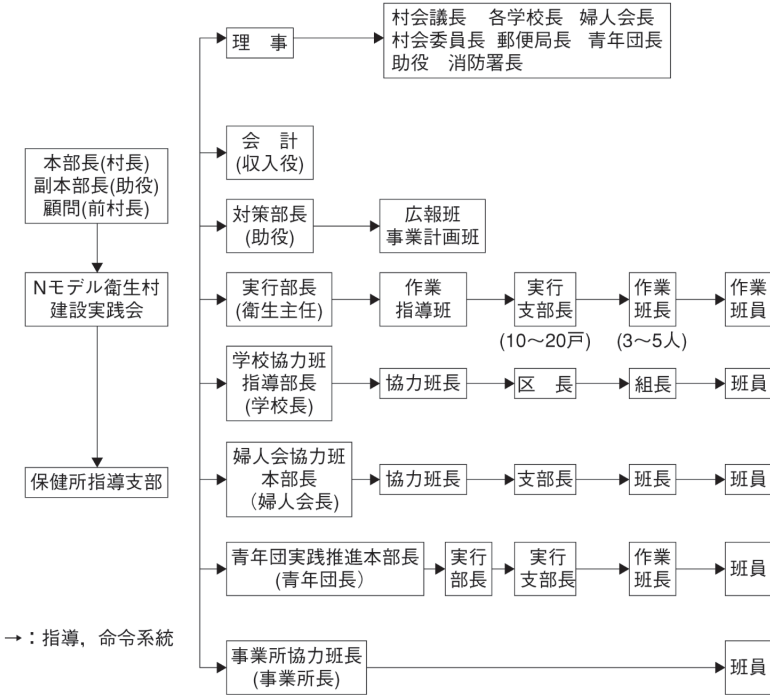 本部長(村長)
副本部長(助役)
顧問(前村長)
Nモデル衛生村
建設実践会
保健所指導支部
理　事
村会議長　各学校長　婦人会長
村会委員長　郵便局長　青年団長
助役　消防署長
会　計
(収入役)
対策部長
(助役)
広報班
事業計画班
実行部長
(衛生主任)
作業
指導班
実行
支部長
(10〜20戸)
作業
班長
(3〜5人)
作業
班員
学校協力班
指導部長
(学校長)
協力班長
区　長
組長
班員
婦人会協力班
本部長
（婦人会長）
協力班長
支部長
班長
班員
青年団実践推進本部長
(青年団長）
実行
部長
実行
支部長
作業
班長
班員
事業所協力班長
(事業所長)
班員
→：指導，命令系統